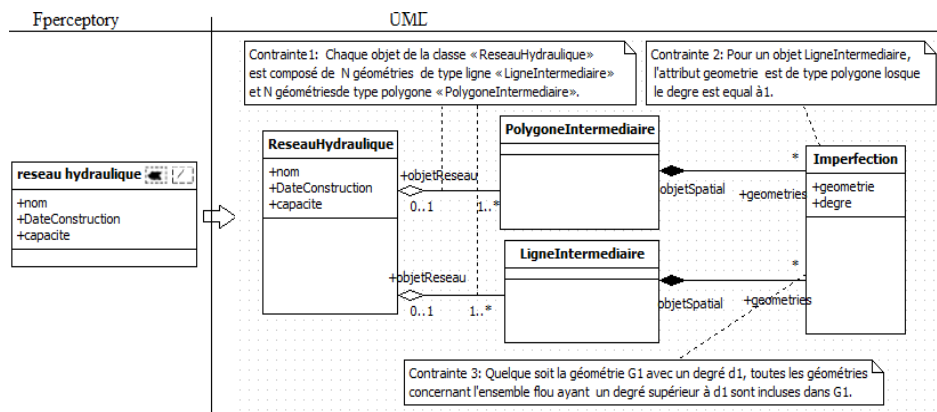 Fperceptory
UML
Contrainte1: Chaque objet de la classe «ReseauHydraulique»
est composé de N géométries de type ligne «LigneIntermediaire»
et N géométriesde type polygone «PolygoneIntermediaire».
Contrainte 2: Pour un objet LigneIntermediaire,
l'attribut geometrie est de type polygone losque
le degre est equal à1.
reseau hydraulique
+nom
+DateConstruction
+capacite
ReseauHydraulique
+nom
+DateConstruction
+capacite
+objetReseau
0..1
1..*
PolygoneIntermediaire
objetSpatial
*
+geometries
Imperfection
+geometrie
+degre
+objetReseau
0..1
1..*
LigneIntermediaire
objetSpatial
*
+geometries
Contrainte 3: Quelque soit la géométrie G1 avec un degré d1, toutes les géométries
concernant l'ensemble flou ayant un degré supérieur à d1 sont incluses dans G1.